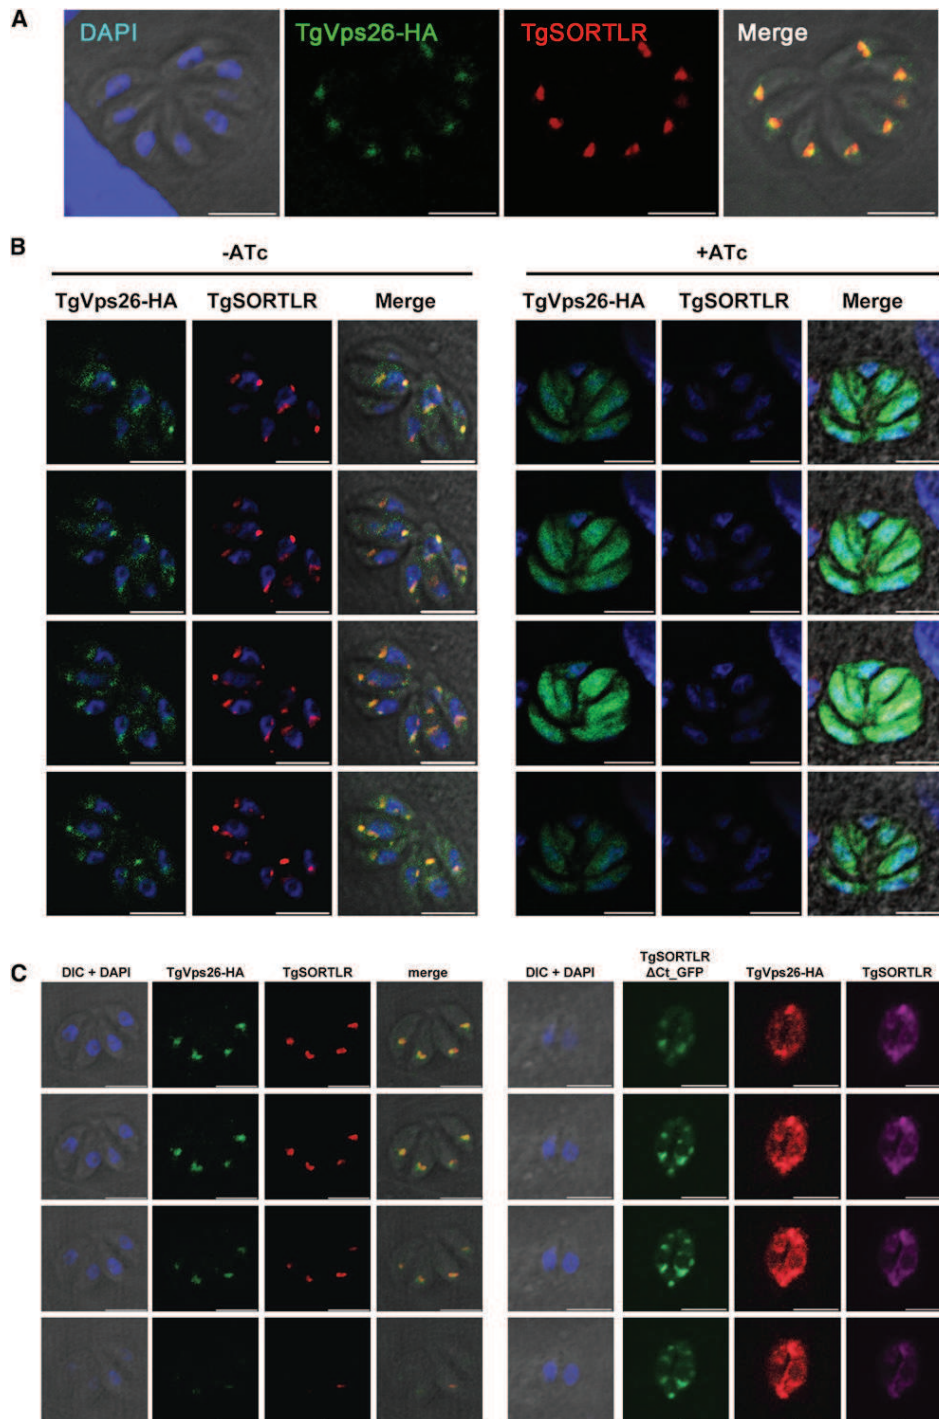 A
DAPI
TgVps26-HA
TgSORTLR
Merge
B
-ATc
+ATc
TgVps26-HA
TgSORTLR
Merge
TgVps26-HA
TgSORTLR
Merge
C
DIC + DAPI
TgVps26-HA
TgSORTLR
merge
DIC + DAPI
TgSORTLR
ΔCt_GFP
TgVps26-HA
TgSORTLR